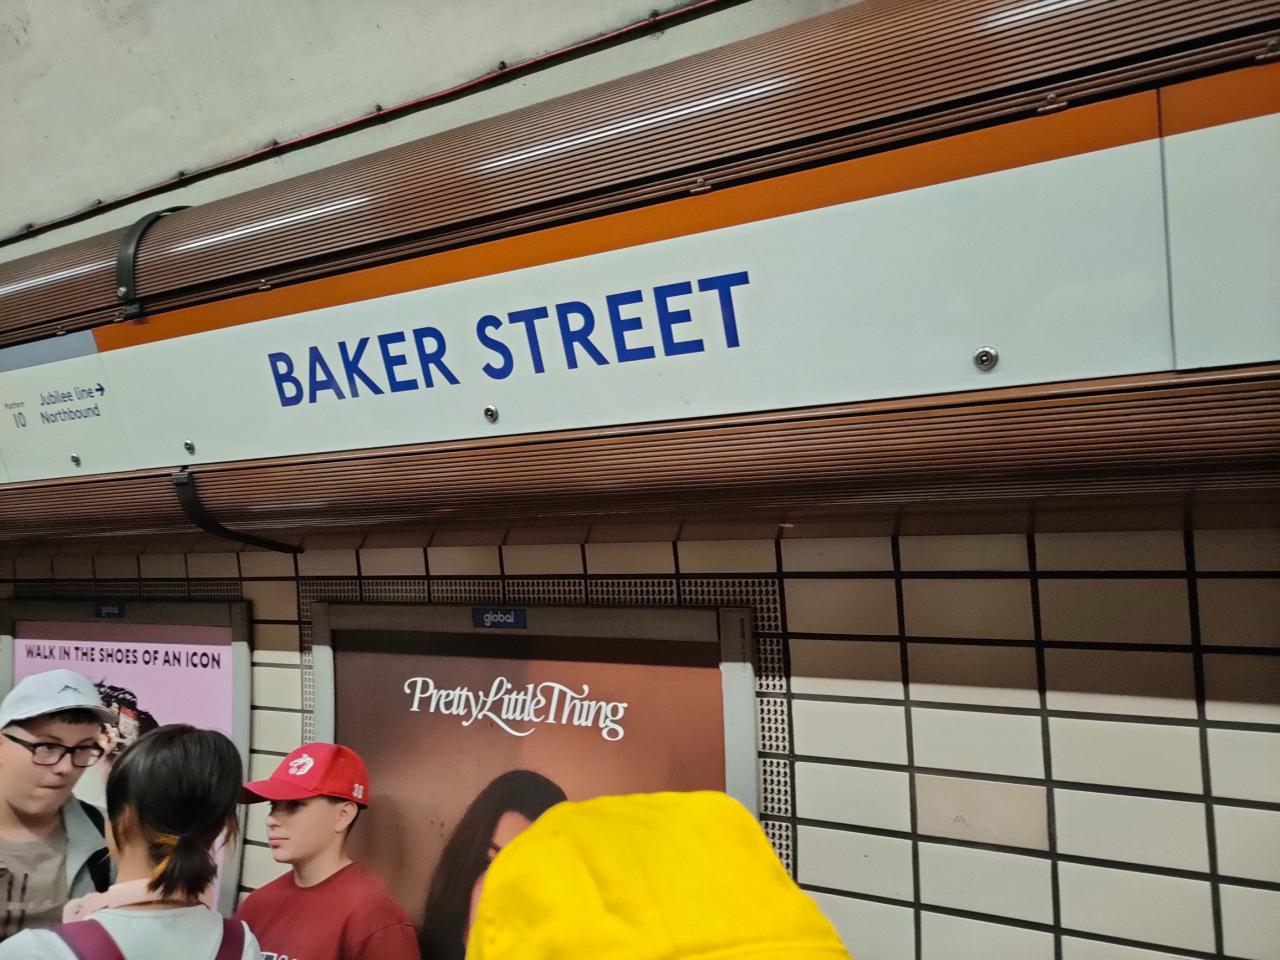 BAKER STREET
Platform
10
Jubilee line →
Northbound
global
global
WALK IN THE SHOES OF AN ICON
PrettyLittleThing